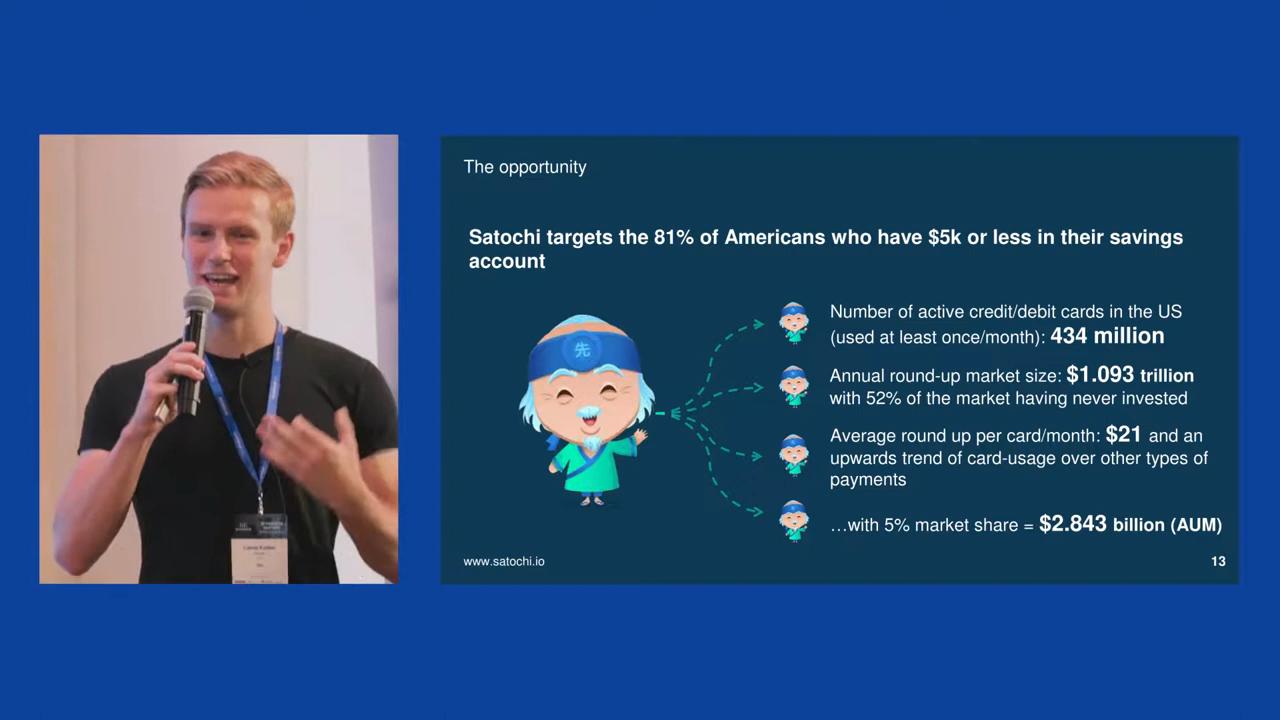 The opportunity
Satochi targets the 81% of Americans who have $5k or less in their savings
account
先
Number of active credit/debit cards in the US
(used at least once/month): 434 million
Annual round-up market size: $1.093 trillion
with 52% of the market having never invested
Average round up per card/month: $21 and an
upwards trend of card-usage over other types of
payments
…with 5% market share = $2.843 billion (AUM)
www.satochi.io
13